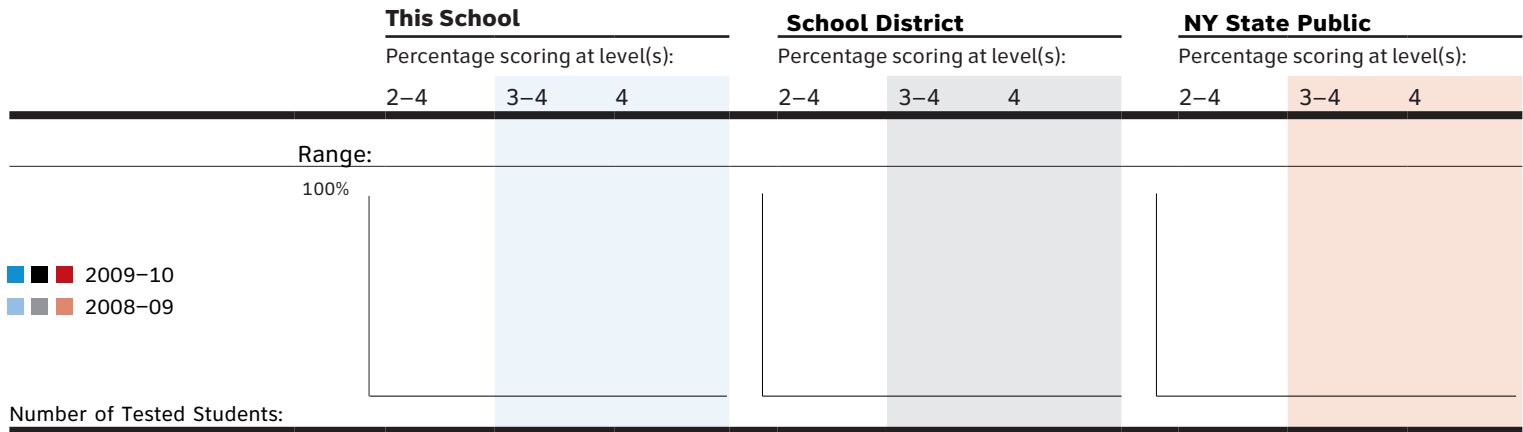 This School School District NY State Public
Percentage scoring at level(s): Percentage scoring at level(s): Percentage scoring at level(s):
2–4 3–4 4 2–4 3–4 4 2–4 3–4 4
Range:
100%
2009–10
2008–09
Number of Tested Students: